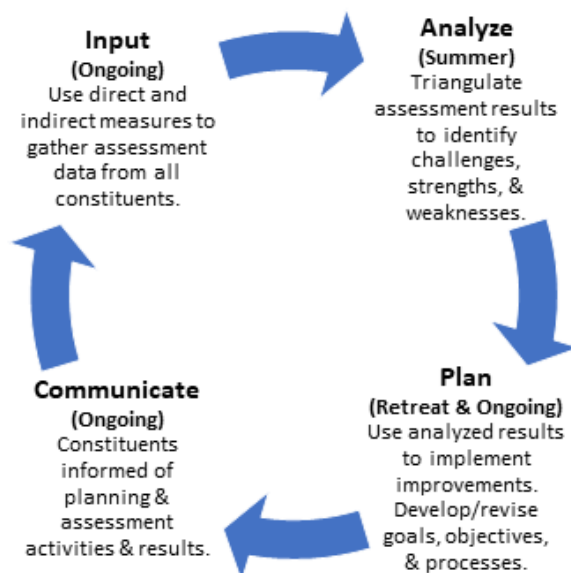 Input
(Ongoing)
Use direct and
indirect measures to
gather assessment
data from all
constituents.
Analyze
(Summer)
Triangulate
assessment results
to identify
challenges,
strengths, &
weaknesses.
Plan
(Retreat & Ongoing)
Use analyzed results
to implement
improvements.
Develop/revise
goals, objectives,
& processes.
Communicate
(Ongoing)
Constituents
informed of
planning &
assessment
activities & results.